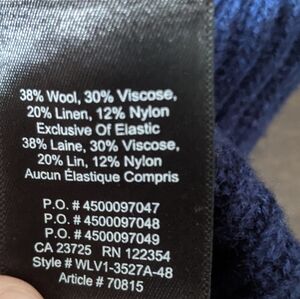 38% Wool, 30% Viscose,
20% Linen, 12% Nylon
Exclusive Of Elastic
38% Laine, 30% Viscose,
20% Lin, 12% Nylon
Aucun Élastique Compris
P.O. # 4500097047
P.O. # 4500097048
P.O. # 4500097049
CA 23725 RN 122354
Style # WLV1-3527A-48
Article # 70815